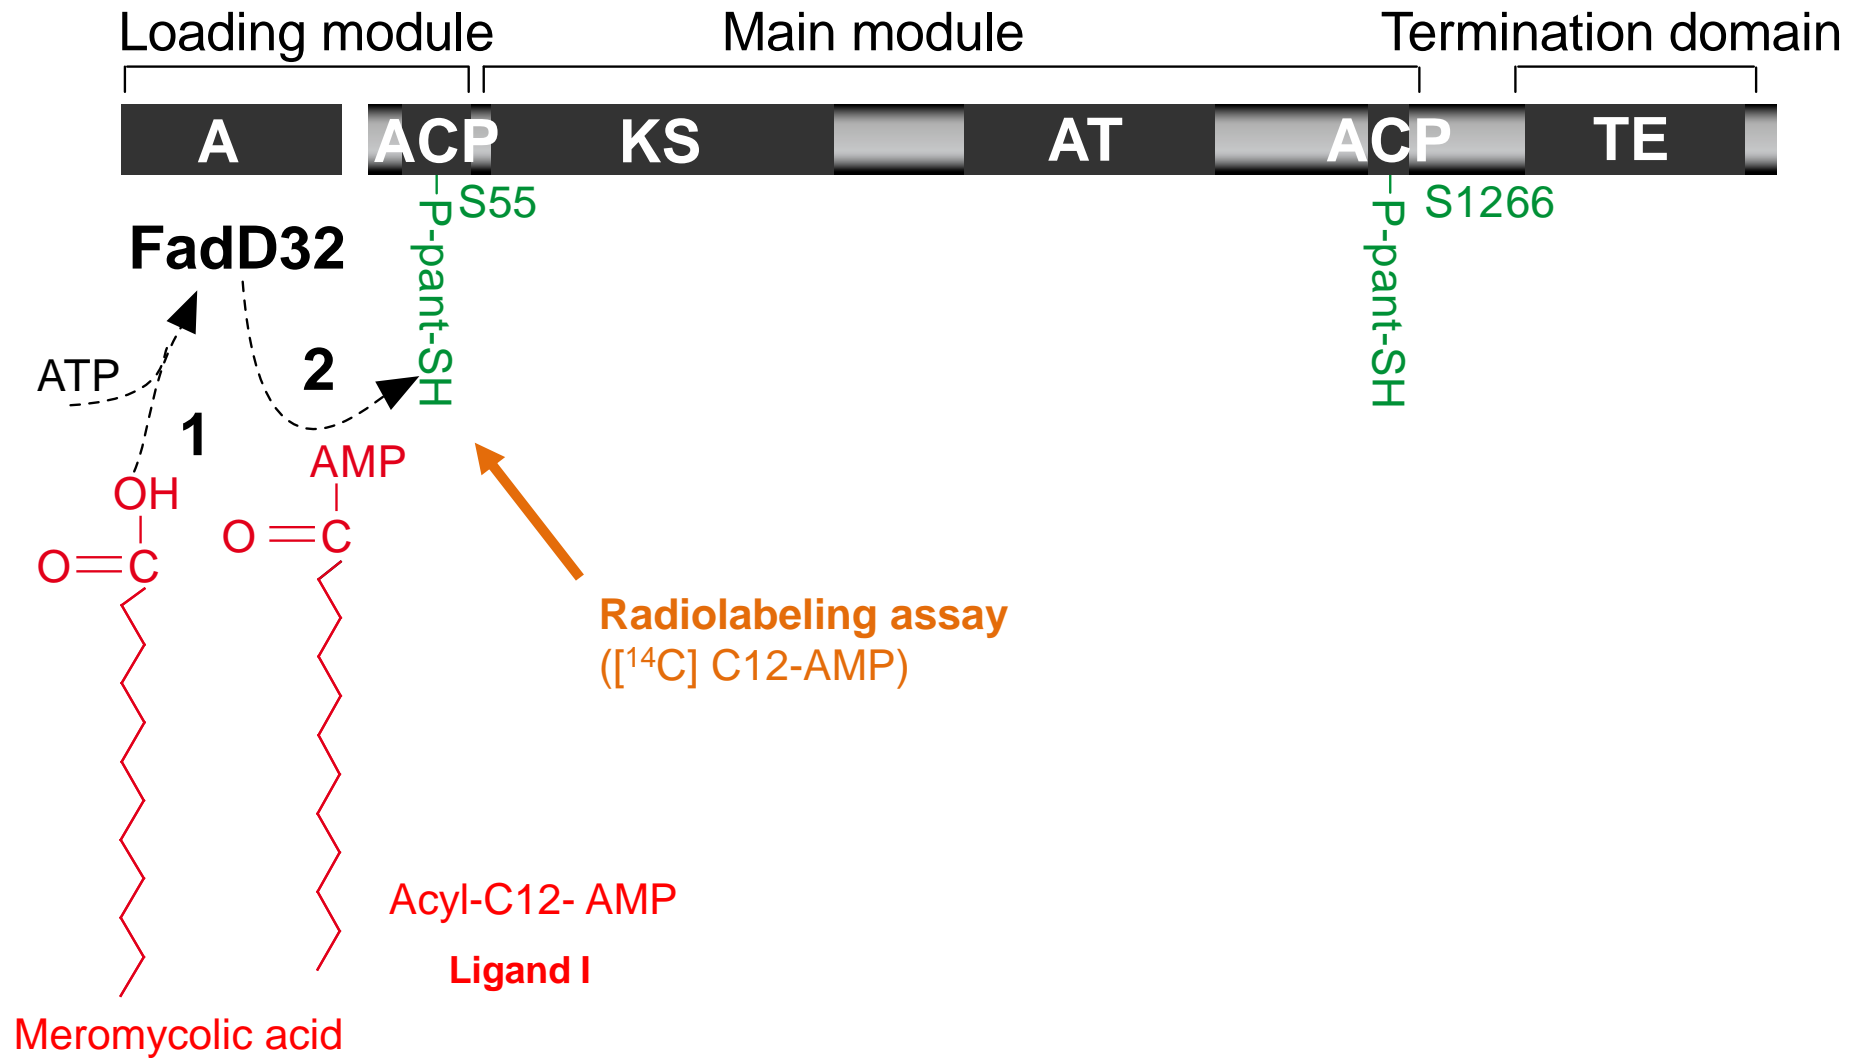 Loading module
Main module
Termination domain
A
ACP
KS
AT
ACP
TE
S55
S1266
P-pant-SH
P-pant-SH
FadD32
ATP
1
2
OH
O
C
AMP
O
C
Radiolabeling assay
([¹⁴C] C12-AMP)
Acyl-C12- AMP
Ligand I
Meromycolic acid